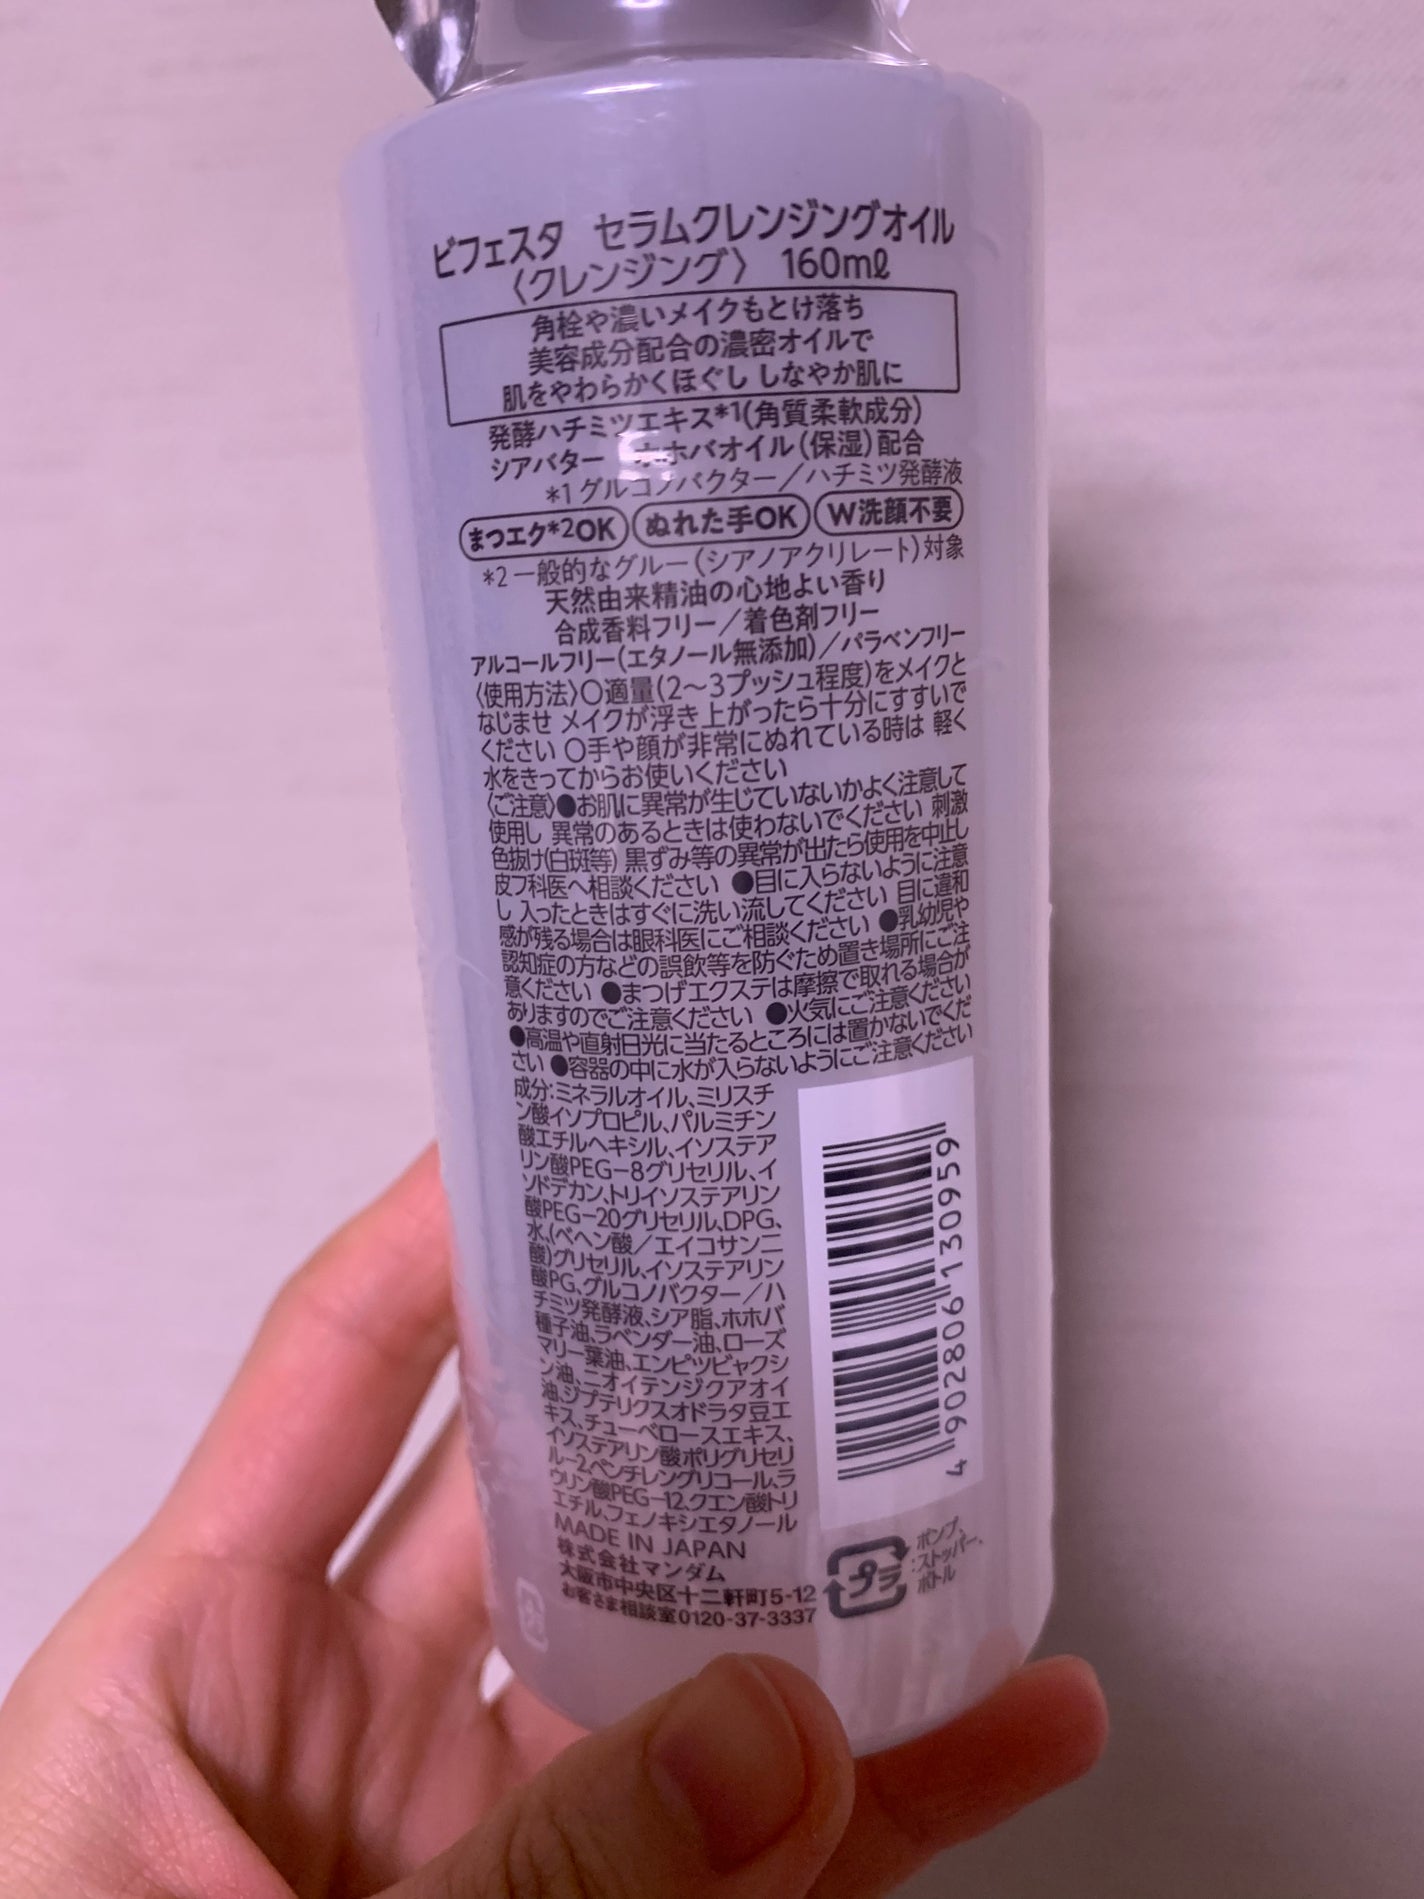 ビフェスタ セラムクレンジングオイル
〈クレンジング〉 160mℓ
角栓や濃いメイクもとけ落ち
美容成分配合の濃密オイルで
肌をやわらかくほぐし しなやか肌に
発酵ハチミツエキス*1(角質柔軟成分)
シアバター ホホバオイル(保湿)配合
*1 グルコノバクター／ハチミツ発酵液
まつエク*2OK ぬれた手OK W洗顔不要
*2 一般的なグルー(シアノアクリレート)対象
天然由来精油の心地よい香り
合成香料フリー／着色剤フリー
アルコールフリー(エタノール無添加)／パラベンフリー
〈使用方法〉○適量(2〜3プッシュ程度)をメイクと
なじませ メイクが浮き上がったら十分にすすいで
ください ○手や顔が非常にぬれている時は 軽く
水をきってからお使いください
〈ご注意〉●お肌に異常が生じていないかよく注意して
使用し 異常のあるときは使わないでください 刺激
色抜け(白斑等) 黒ずみ等の異常が出たら使用を中止し
皮フ科医へ相談ください ●目に入らないように注意
し 入ったときはすぐに洗い流してください 目に違和
感が残る場合は眼科医にご相談ください ●乳幼児や
認知症の方などの誤飲等を防ぐため置き場所にご注
意ください ●まつげエクステは摩擦で取れる場合が
ありますのでご注意ください ●火気にご注意ください
●高温や直射日光に当たるところには置かないでくだ
さい ●容器の中に水が入らないようにご注意ください
成分:ミネラルオイル､ミリスチ
ン酸イソプロピル､パルミチン
酸エチルヘキシル､イソステア
リン酸PEG-8グリセリル､イ
ソドデカン､トリイソステアリン
酸PEG-20グリセリル､DPG､
水､(ベヘン酸／エイコサン二
酸)グリセリル､イソステアリン
酸PG､グルコノバクター／ハ
チミツ発酵液､シア脂､ホホバ
種子油､ラベンダー油､ローズ
マリー葉油､エンピツビャクシ
ン油､ニオイテンジクアオイ
油､ジプテリクスオドラタ豆エ
キス､チューベロースエキス､
イソステアリン酸ポリグリセリ
ル-2､ペンチレングリコール､ラ
ウリン酸PEG-12､クエン酸トリ
エチル､フェノキシエタノール
MADE IN JAPAN
株式会社マンダム
大阪市中央区十二軒町5-12
お客さま相談室0120-37-3337
4902806130959
プラ
ポンプ､
ストッパー､
ボトル